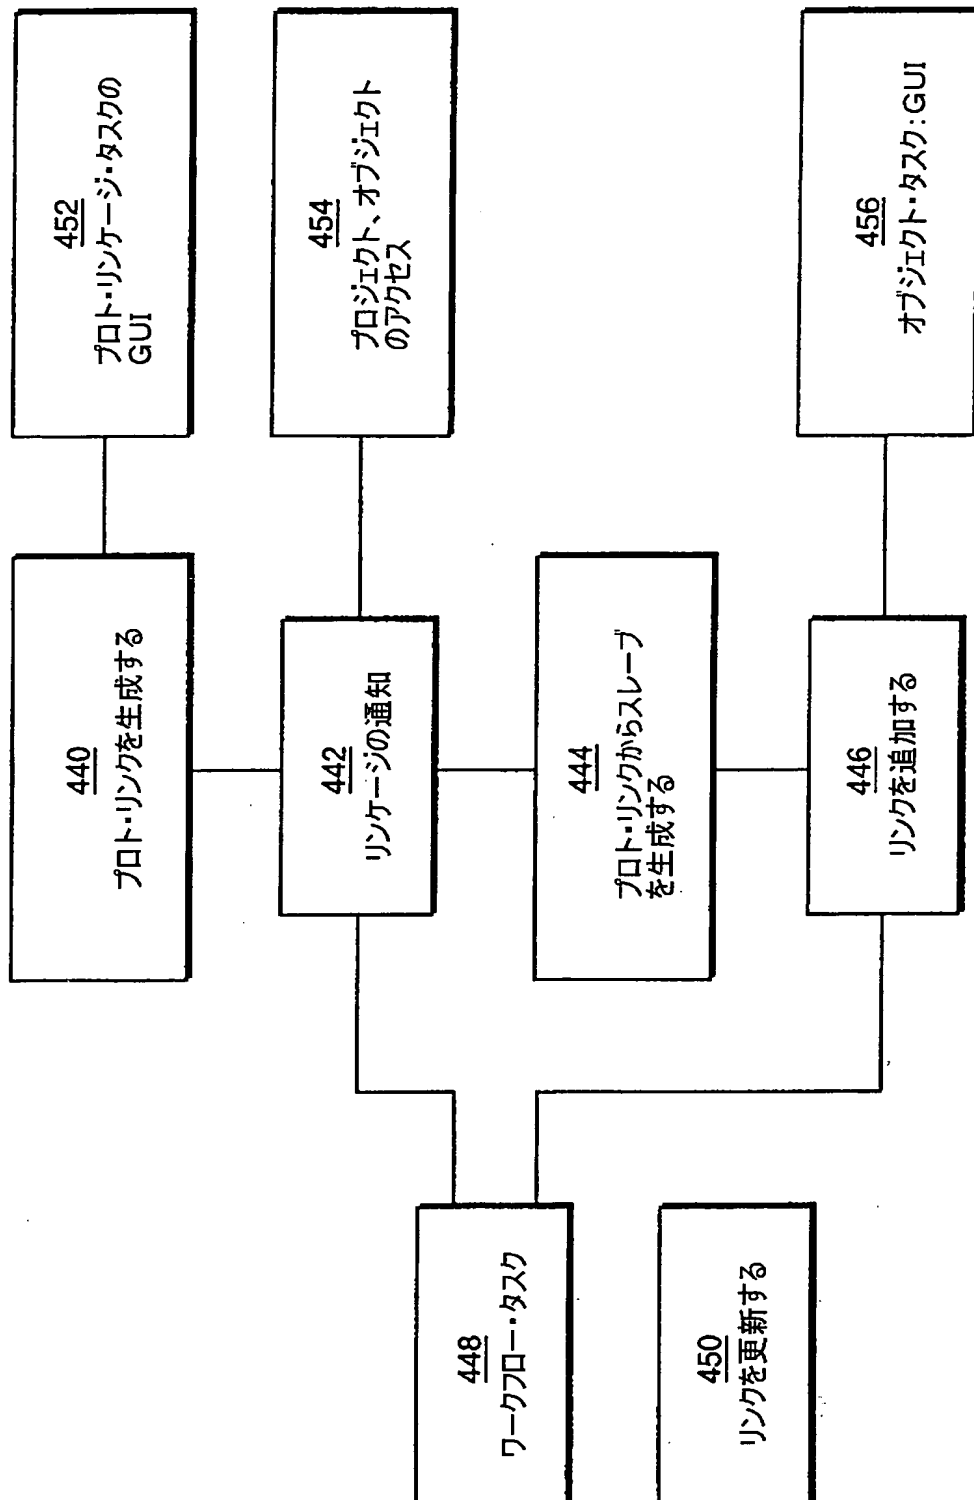 452
プロト・リンケージ・タスクの
GUI
454
プロジェクト、オブジェクト
のアクセス
456
オブジェクト・タスク:GUI
440
プロト・リンクを生成する
442
リンケージの通知
444
プロト・リンクからスレーブ
を生成する
446
リンクを追加する
448
ワークフロー・タスク
450
リンクを更新する